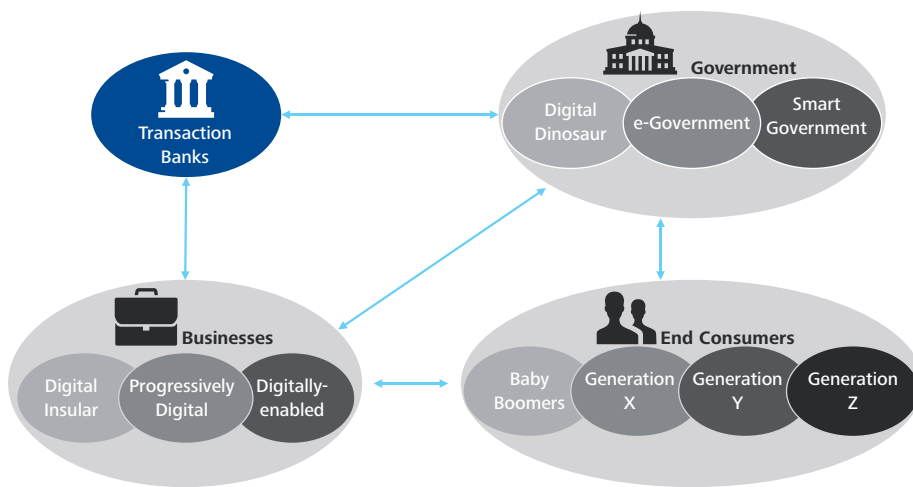 Transaction
Banks
Government
Digital
Dinosaur
e-Government
Smart
Government
Businesses
Digital
Insular
Progressively
Digital
Digitally-
enabled
End Consumers
Baby
Boomers
Generation
X
Generation
Y
Generation
Z